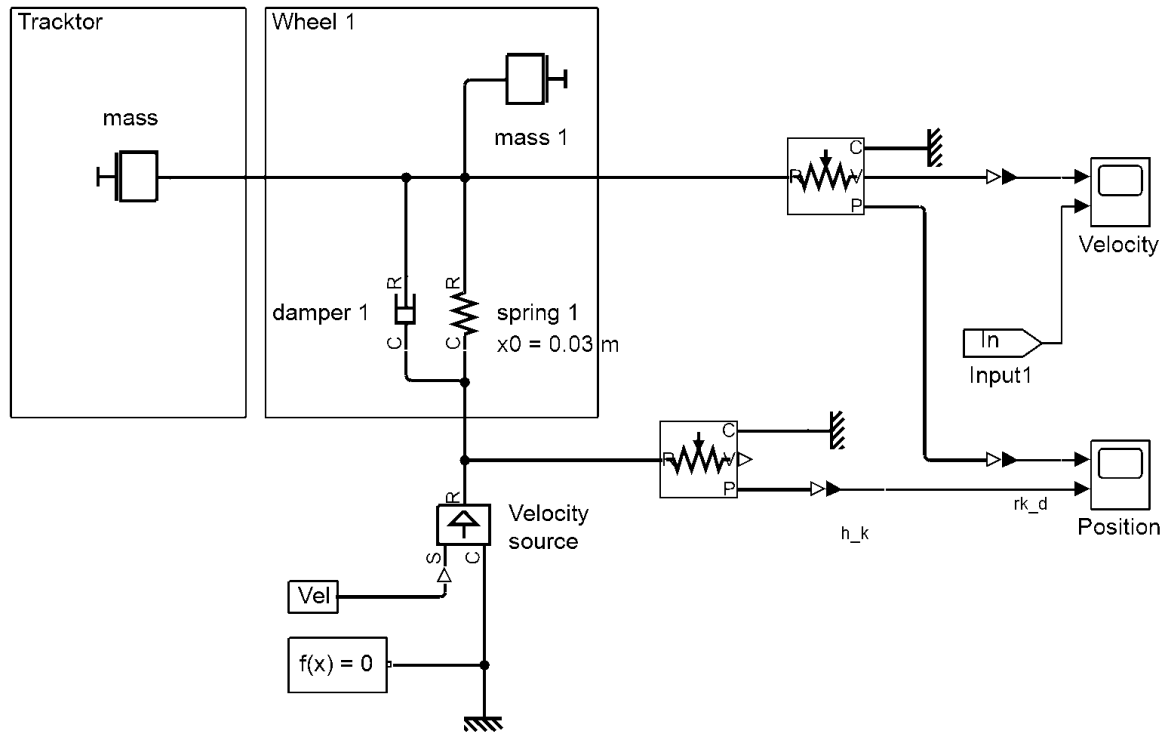 Tracktor
Wheel 1
mass
mass 1
C
R
V
P
Velocity
R
R
damper 1
spring 1
C
C
x0 = 0.03 m
In
Input1
C
R
V
P
rk_d
h_k
Position
R
Velocity
source
S
C
Vel
f(x) = 0